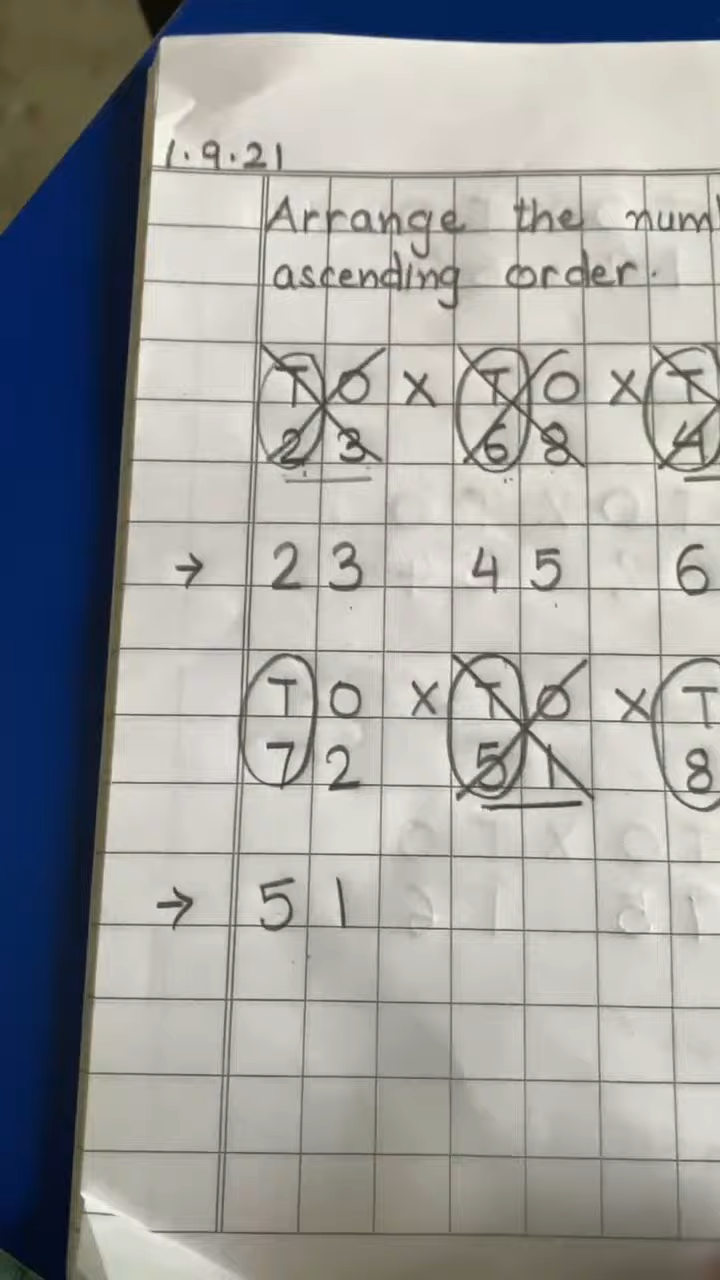 1.9.21
Arrange the num
ascending order.
T O X T O X T
2 3 6 8 4
→ 2 3 4 5 6
T O X T O X T
7 2 5 1 8
→ 5 1